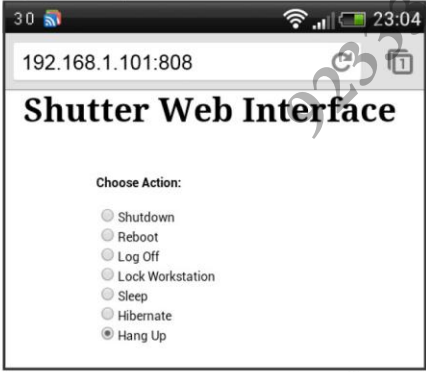 30 23:04
192.168.1.101:808
1
Shutter Web Interface
Choose Action:
Shutdown
Reboot
Log Off
Lock Workstation
Sleep
Hibernate
Hang Up